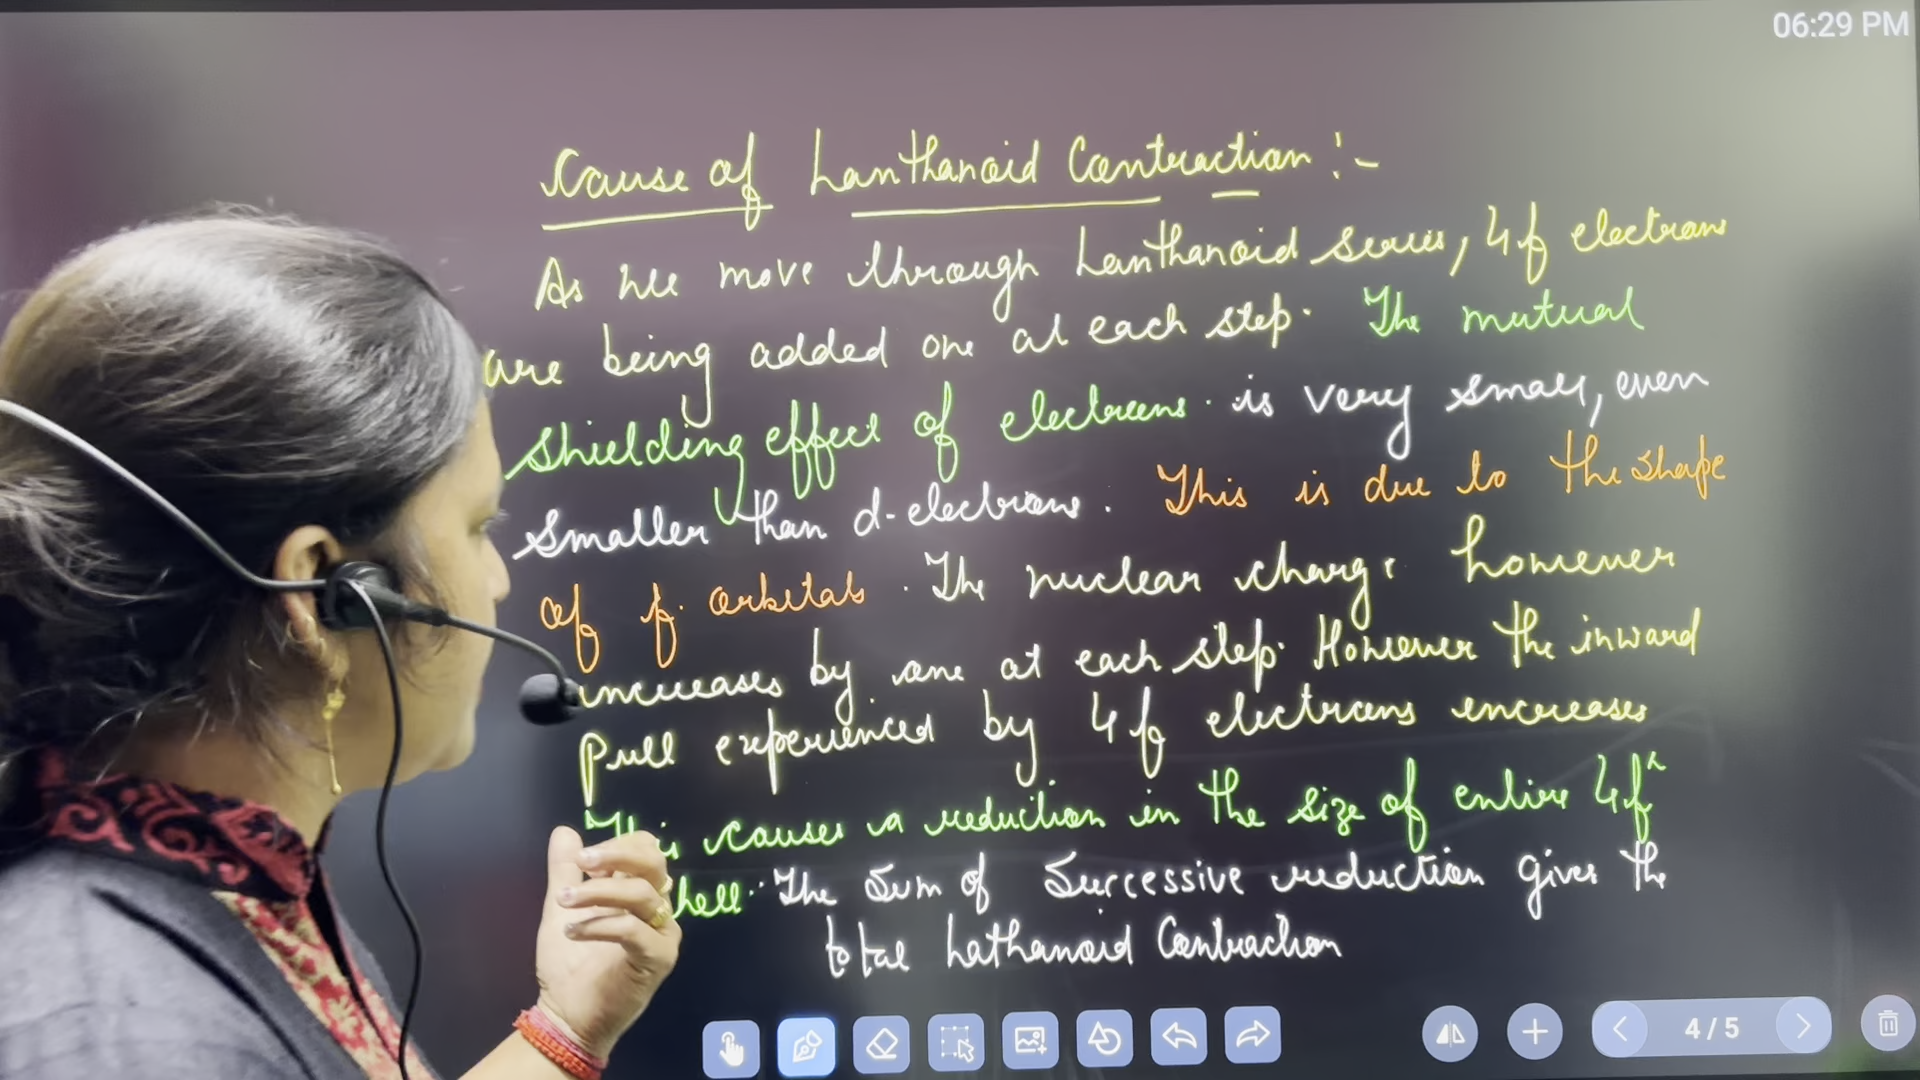 06:29 PM
Cause of Lanthanoid Contraction :-
As we move through Lanthanoid series, 4f electrons
are being added one at each step. The mutual
shielding effect of electrons is very small, even
smaller than d-electrons. This is due to the shape
of f orbitals. The nuclear charge however
increases by one at each step. However the inward
Pull experienced by 4f electrons increases
This causes a reduction in the size of entire 4fⁿ
hell. The Sum of Successive reduction gives the
total Lathanoid Contraction
4 / 5